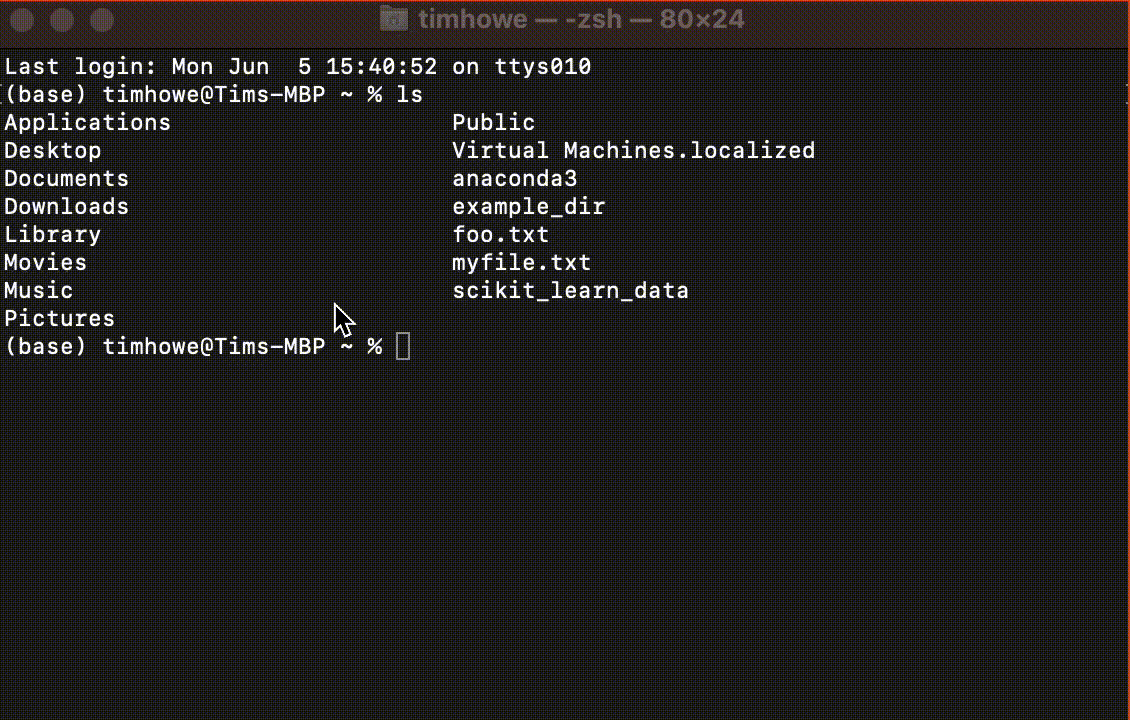 timhowe — -zsh — 80×24
Last login: Mon Jun  5 15:40:52 on ttys010
(base) timhowe@Tims-MBP ~ % ls
Applications                    Public
Desktop                         Virtual Machines.localized
Documents                       anaconda3
Downloads                       example_dir
Library                         foo.txt
Movies                          myfile.txt
Music                           scikit_learn_data
Pictures
(base) timhowe@Tims-MBP ~ %